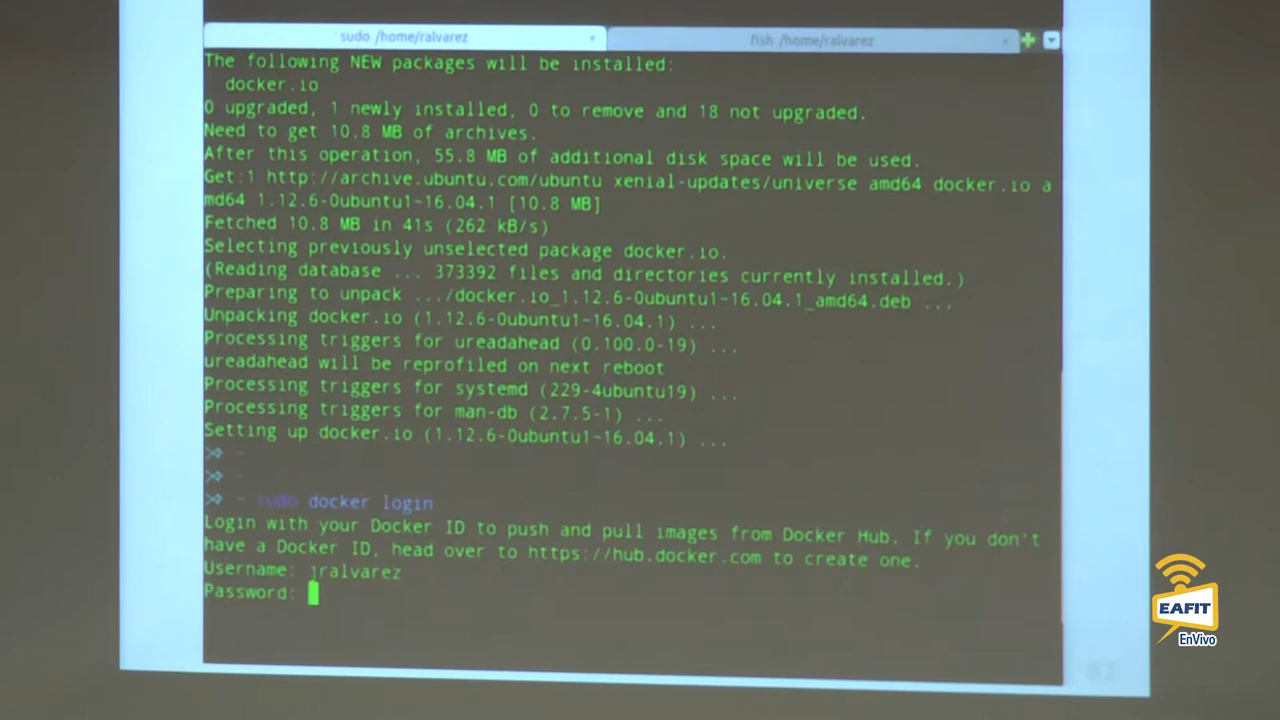 sudo /home/ralvarez
fish /home/ralvarez
The following NEW packages will be installed:
docker.io
0 upgraded, 1 newly installed, 0 to remove and 18 not upgraded.
Need to get 10.8 MB of archives.
After this operation, 55.8 MB of additional disk space will be used.
Get:1 http://archive.ubuntu.com/ubuntu xenial-updates/universe amd64 docker.io a
md64 1.12.6-0ubuntu1~16.04.1 [10.8 MB]
Fetched 10.8 MB in 41s (262 kB/s)
Selecting previously unselected package docker.io.
(Reading database ... 373392 files and directories currently installed.)
Preparing to unpack .../docker.io_1.12.6-0ubuntu1~16.04.1_amd64.deb ...
Unpacking docker.io (1.12.6-0ubuntu1~16.04.1) ...
Processing triggers for ureadahead (0.100.0-19) ...
ureadahead will be reprofiled on next reboot
Processing triggers for systemd (229-4ubuntu19) ...
Processing triggers for man-db (2.7.5-1) ...
Setting up docker.io (1.12.6-0ubuntu1~16.04.1) ...
⋊> ~
⋊> ~
⋊> ~ sudo docker login
Login with your Docker ID to push and pull images from Docker Hub. If you don't
have a Docker ID, head over to https://hub.docker.com to create one.
Username: jralvarez
Password:
52
EAFIT
EnVivo